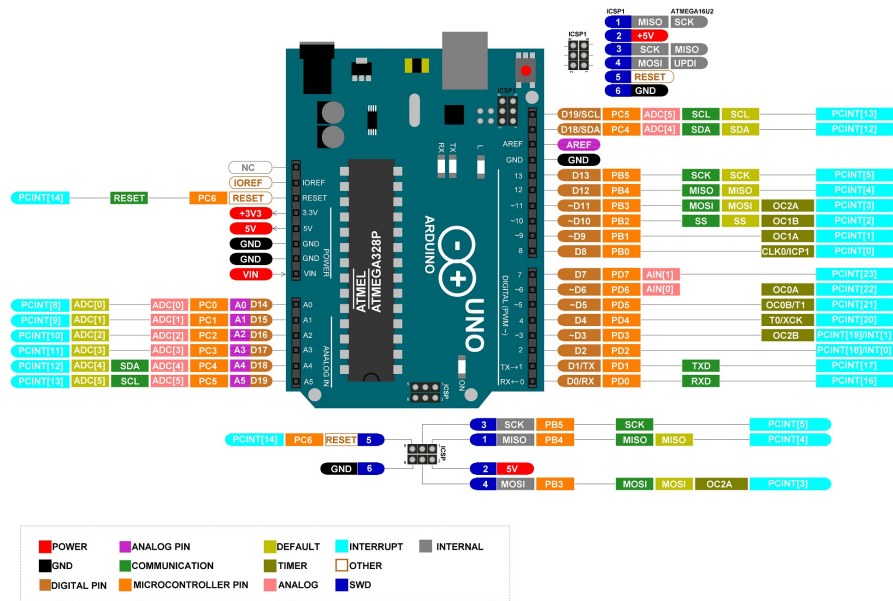 ICSP1 ATMEGA16U2
1 MISO SCK
ICSP1 2 +5V
3 SCK MISO
4 MOSI UPDI
5 RESET
6 GND
ICSP1
D19/SCL PC5 ADC[5] SCL SCL PCINT[13]
D18/SDA PC4 ADC[4] SDA SDA PCINT[12]
RX TX L AREF AREF
GND GND
NC 13 D13 PB5 SCK SCK PCINT[5]
IOREF IOREF 12 D12 PB4 MISO MISO PCINT[4]
PCINT[14] RESET PC6 RESET RESET ~11 ~D11 PB3 MOSI MOSI OC2A PCINT[3]
+3V3 3.3V ~10 ~D10 PB2 SS SS OC1B PCINT[2]
5V 5V ~9 ~D9 PB1 OC1A PCINT[1]
GND GND 8 D8 PB0 CLK0/ICP1 PCINT[0]
GND GND
VIN VIN
POWER
ATMEL
ATMEGA328P
ARDUINO
UNO
DIGITAL (PWM ~)
7 D7 PD7 AIN[1] PCINT[23]
~6 ~D6 PD6 AIN[0] OC0A PCINT[22]
PCINT[8] ADC[0] ADC[0] PC0 A0 D14 A0 ~5 ~D5 PD5 OC0B/T1 PCINT[21]
PCINT[9] ADC[1] ADC[1] PC1 A1 D15 A1 4 D4 PD4 T0/XCK PCINT[20]
PCINT[10] ADC[2] ADC[2] PC2 A2 D16 A2 ~3 ~D3 PD3 OC2B PCINT[19]/INT[1]
PCINT[11] ADC[3] ADC[3] PC3 A3 D17 A3 2 D2 PD2 PCINT[18]/INT[0]
PCINT[12] ADC[4] SDA ADC[4] PC4 A4 D18 A4 TX→1 D1/TX PD1 TXD PCINT[17]
PCINT[13] ADC[5] SCL ADC[5] PC5 A5 D19 A5 RX←0 D0/RX PD0 RXD PCINT[16]
ANALOG IN
ICSP
ON
3 SCK PB5 SCK PCINT[5]
PCINT[14] PC6 RESET 5 1 MISO PB4 MISO MISO PCINT[4]
ICSP
GND 6 2 5V
4 MOSI PB3 MOSI MOSI OC2A PCINT[3]
POWER ANALOG PIN DEFAULT INTERRUPT INTERNAL
GND COMMUNICATION TIMER OTHER
DIGITAL PIN MICROCONTROLLER PIN ANALOG SWD